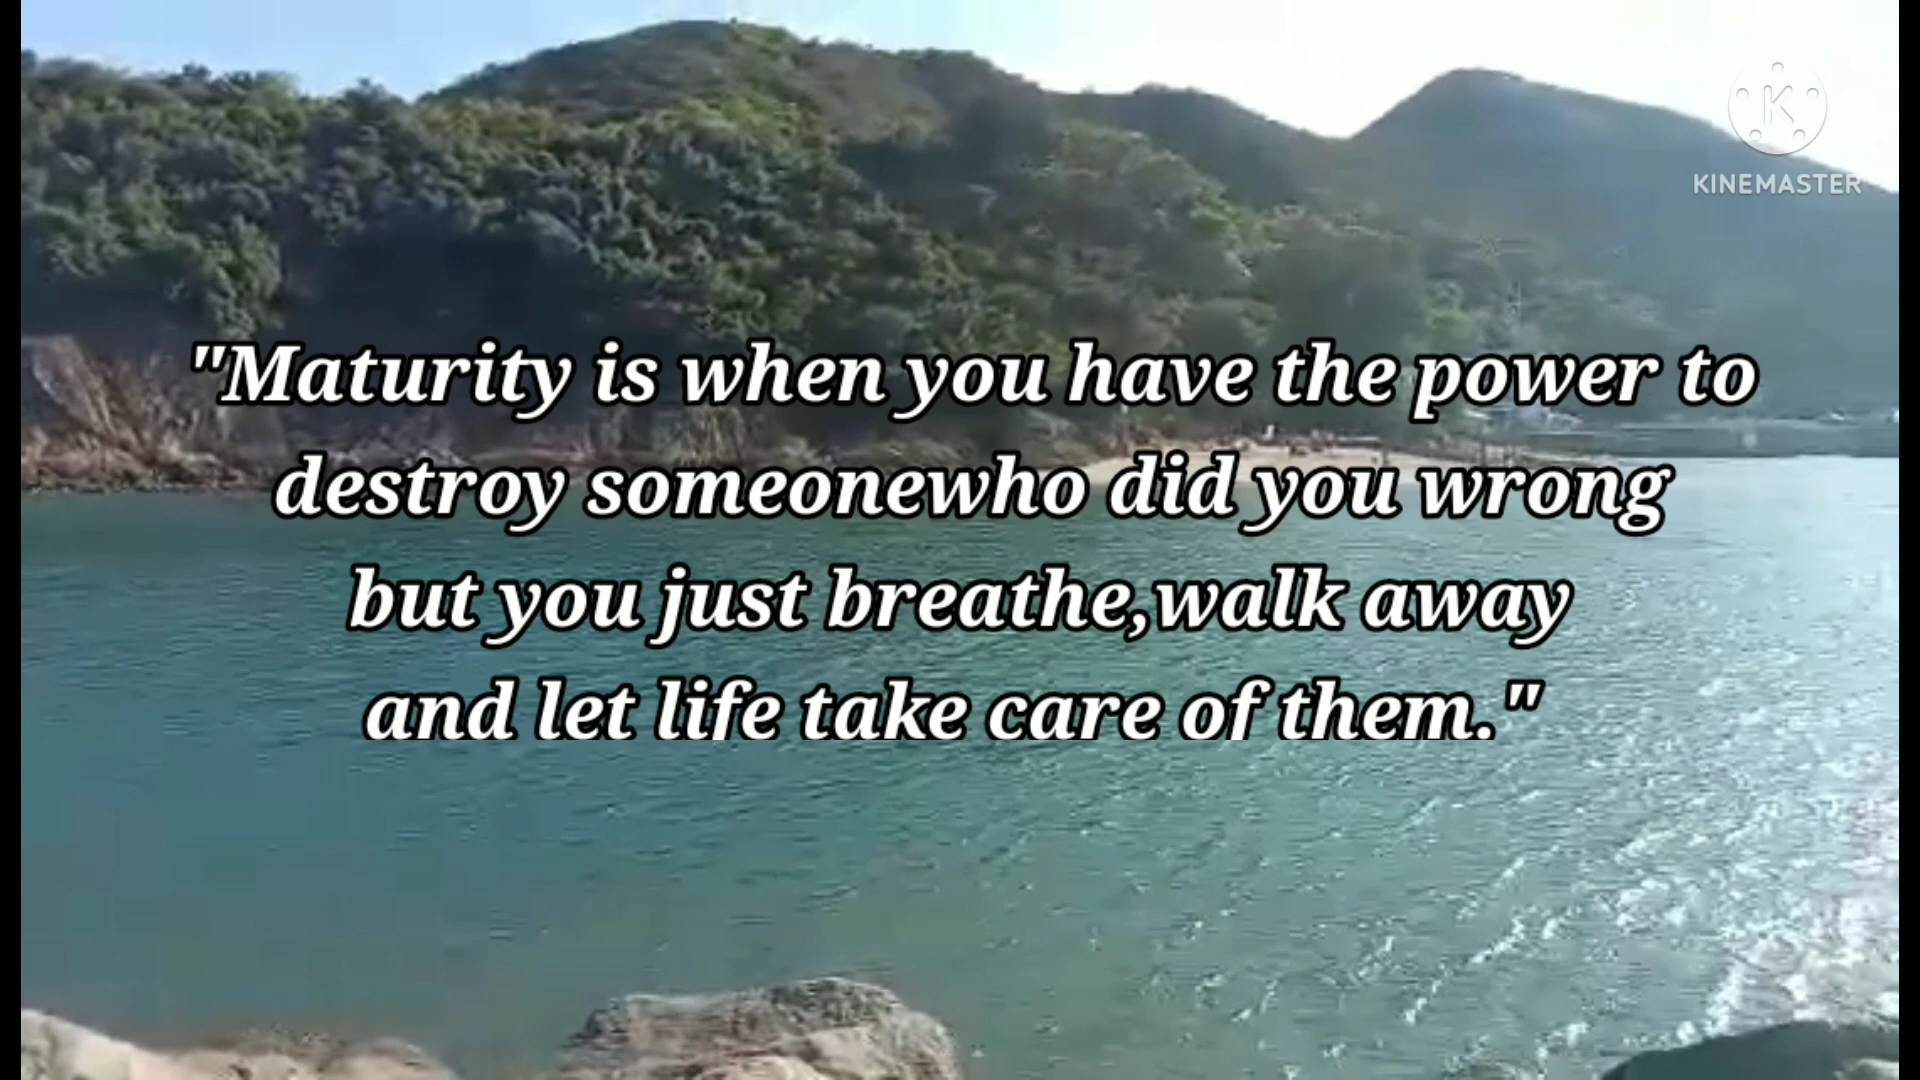 KINEMASTER
"Maturity is when you have the power to
destroy someonewho did you wrong
but you just breathe,walk away
and let life take care of them."